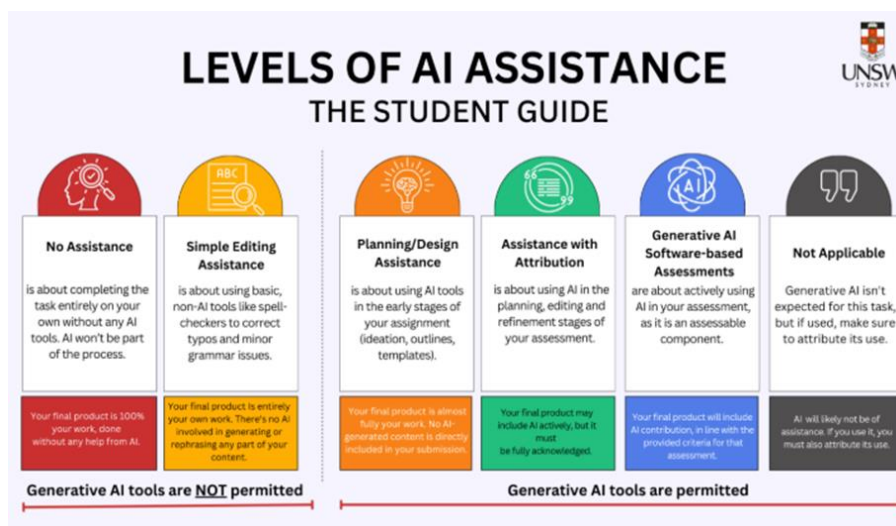 LEVELS OF AI ASSISTANCE
THE STUDENT GUIDE
UNSW
SYDNEY
No Assistance
is about completing the
task entirely on your
own without any AI
tools. AI won't be part
of the process.
Your final product is 100%
your work, done
without any help from AI.
ABC
Simple Editing
Assistance
is about using basic,
non-AI tools like spell-
checkers to correct
typos and minor
grammar issues.
Your final product is entirely
your own work. There's no AI
involved in generating or
rephrasing any part of your
content.
Generative AI tools are NOT permitted
Planning/Design
Assistance
is about using AI tools
in the early stages of
your assignment
(ideation, outlines,
templates).
Your final product is almost
fully your work. No AI-
generated content is directly
included in your submission.
Assistance with
Attribution
is about using AI in the
planning, editing and
refinement stages of
your assessment.
Your final product may
include AI actively, but it
must
be fully acknowledged.
AI
Generative AI
Software-based
Assessments
are about actively using
AI in your assessment,
as it is an assessable
component.
Your final product will include
AI contribution, in line with the
provided criteria for that
assessment.
Not Applicable
Generative AI isn't
expected for this task,
but if used, make sure
to attribute its use.
AI will likely not be of
assistance. If you use it, you
must also attribute its use.
Generative AI tools are permitted